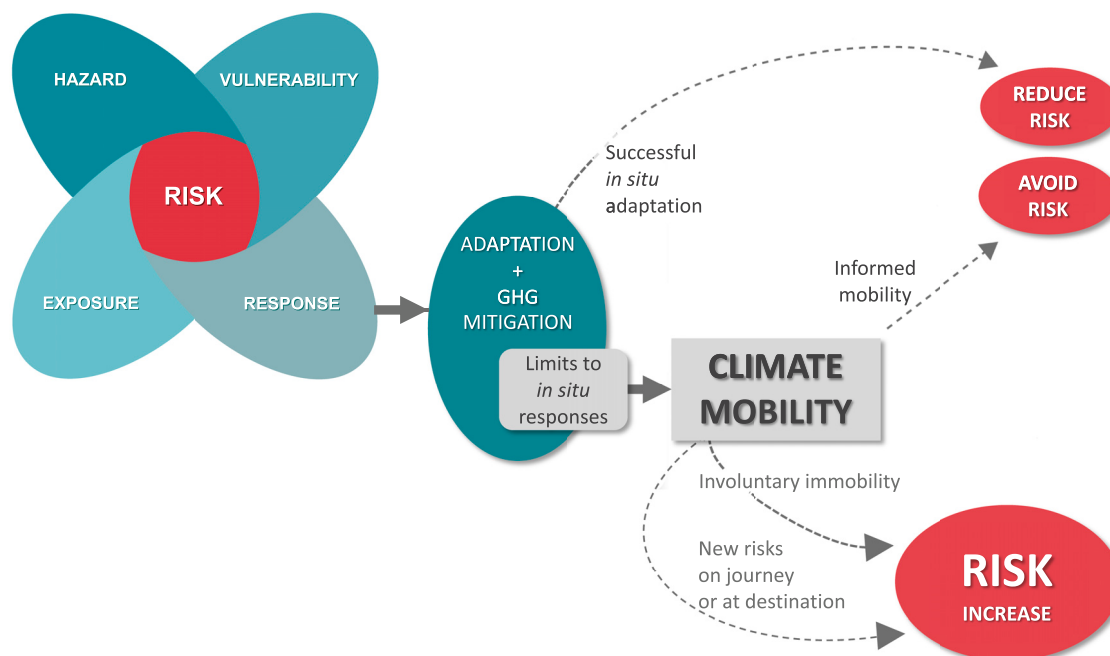 HAZARD
VULNERABILITY
RISK
EXPOSURE
RESPONSE
ADAPTATION
+
GHG
MITIGATION
Limits to
in situ
responses
Successful
in situ
adaptation
REDUCE
RISK
AVOID
RISK
Informed
mobility
CLIMATE
MOBILITY
Involuntary immobility
New risks
on journey
or at destination
RISK
INCREASE